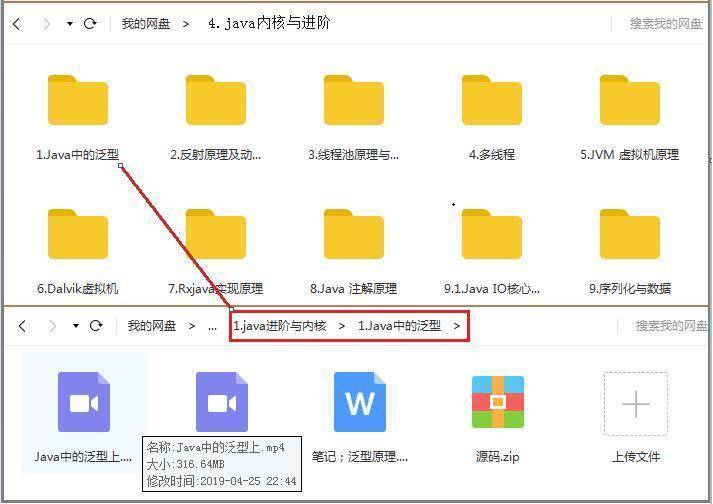 我的网盘 > 4.java内核与进阶
搜索我的网盘
1.Java中的泛型
2.反射原理及动...
3.线程池原理与...
4.多线程
5.JVM 虚拟机原理
6.Dalvik虚拟机
7.Rxjava实现原理
8.Java 注解原理
9.1.Java IO核心...
9.序列化与数据
我的网盘 > ... 1.java进阶与内核 > 1.Java中的泛型 >
搜索我的网盘
W
Java中的泛型上....
名称:Java中的泛型上.mp4
大小:316.64MB
修改时间:2019-04-25 22:44
笔记；泛型原理....
源码.zip
上传文件